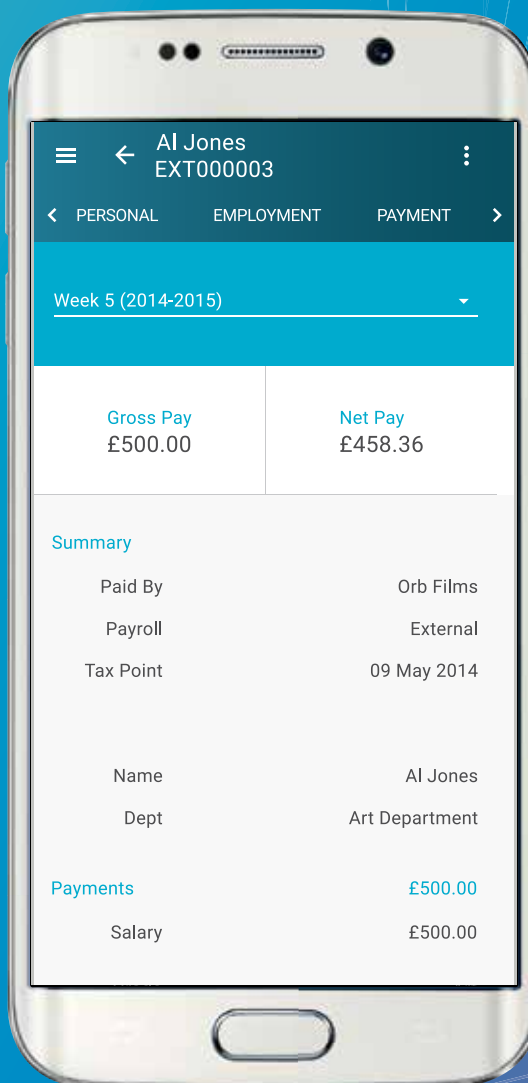 Al Jones
EXT000003
PERSONAL EMPLOYMENT PAYMENT
Week 5 (2014-2015)
Gross Pay Net Pay
£500.00 £458.36
Summary
Paid By Orb Films
Payroll External
Tax Point 09 May 2014
Name Al Jones
Dept Art Department
Payments £500.00
Salary £500.00